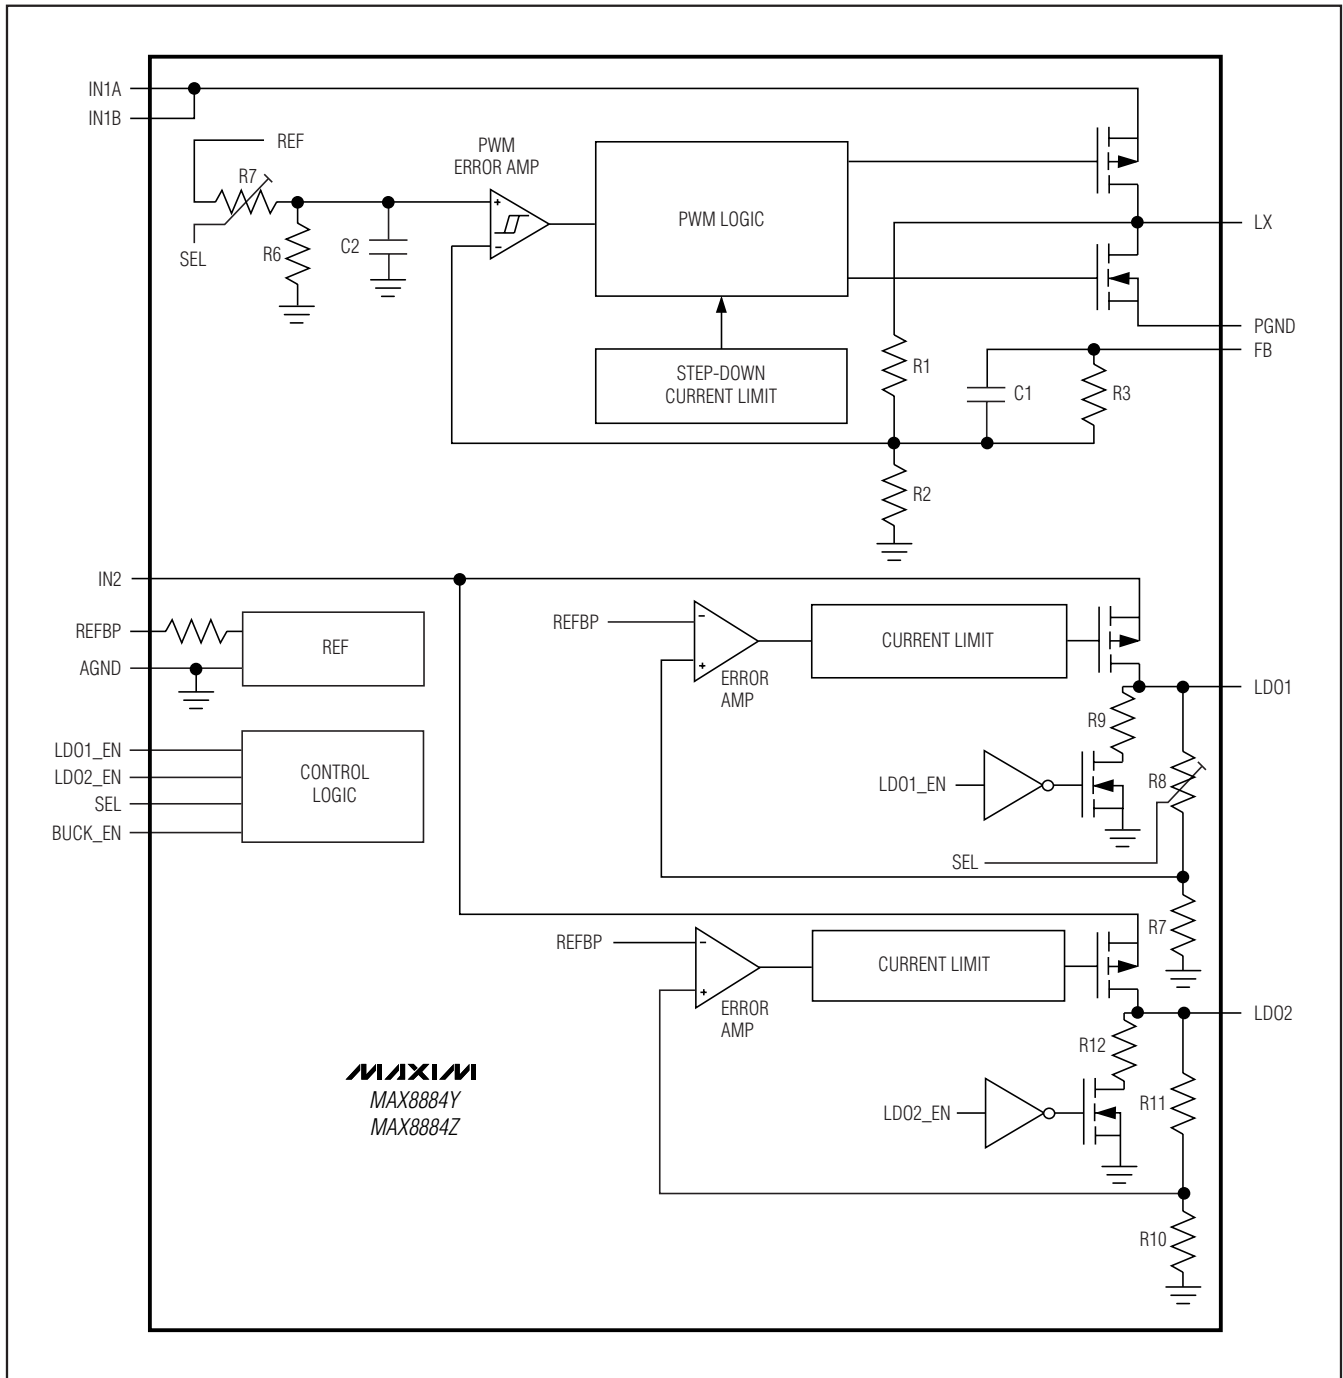 IN1A
IN1B
REF
R7
SEL
R6
C2
PWM
ERROR AMP
+
-
PWM LOGIC
STEP-DOWN
CURRENT LIMIT
LX
PGND
FB
R1
C1
R3
R2
IN2
REFBP
AGND
REF
LDO1_EN
LDO2_EN
SEL
BUCK_EN
CONTROL
LOGIC
REFBP
-
+
ERROR
AMP
CURRENT LIMIT
LDO1
R9
LDO1_EN
R8
SEL
R7
REFBP
-
+
ERROR
AMP
CURRENT LIMIT
LDO2
R12
LDO2_EN
R11
R10
MAXIM
MAX8884Y
MAX8884Z